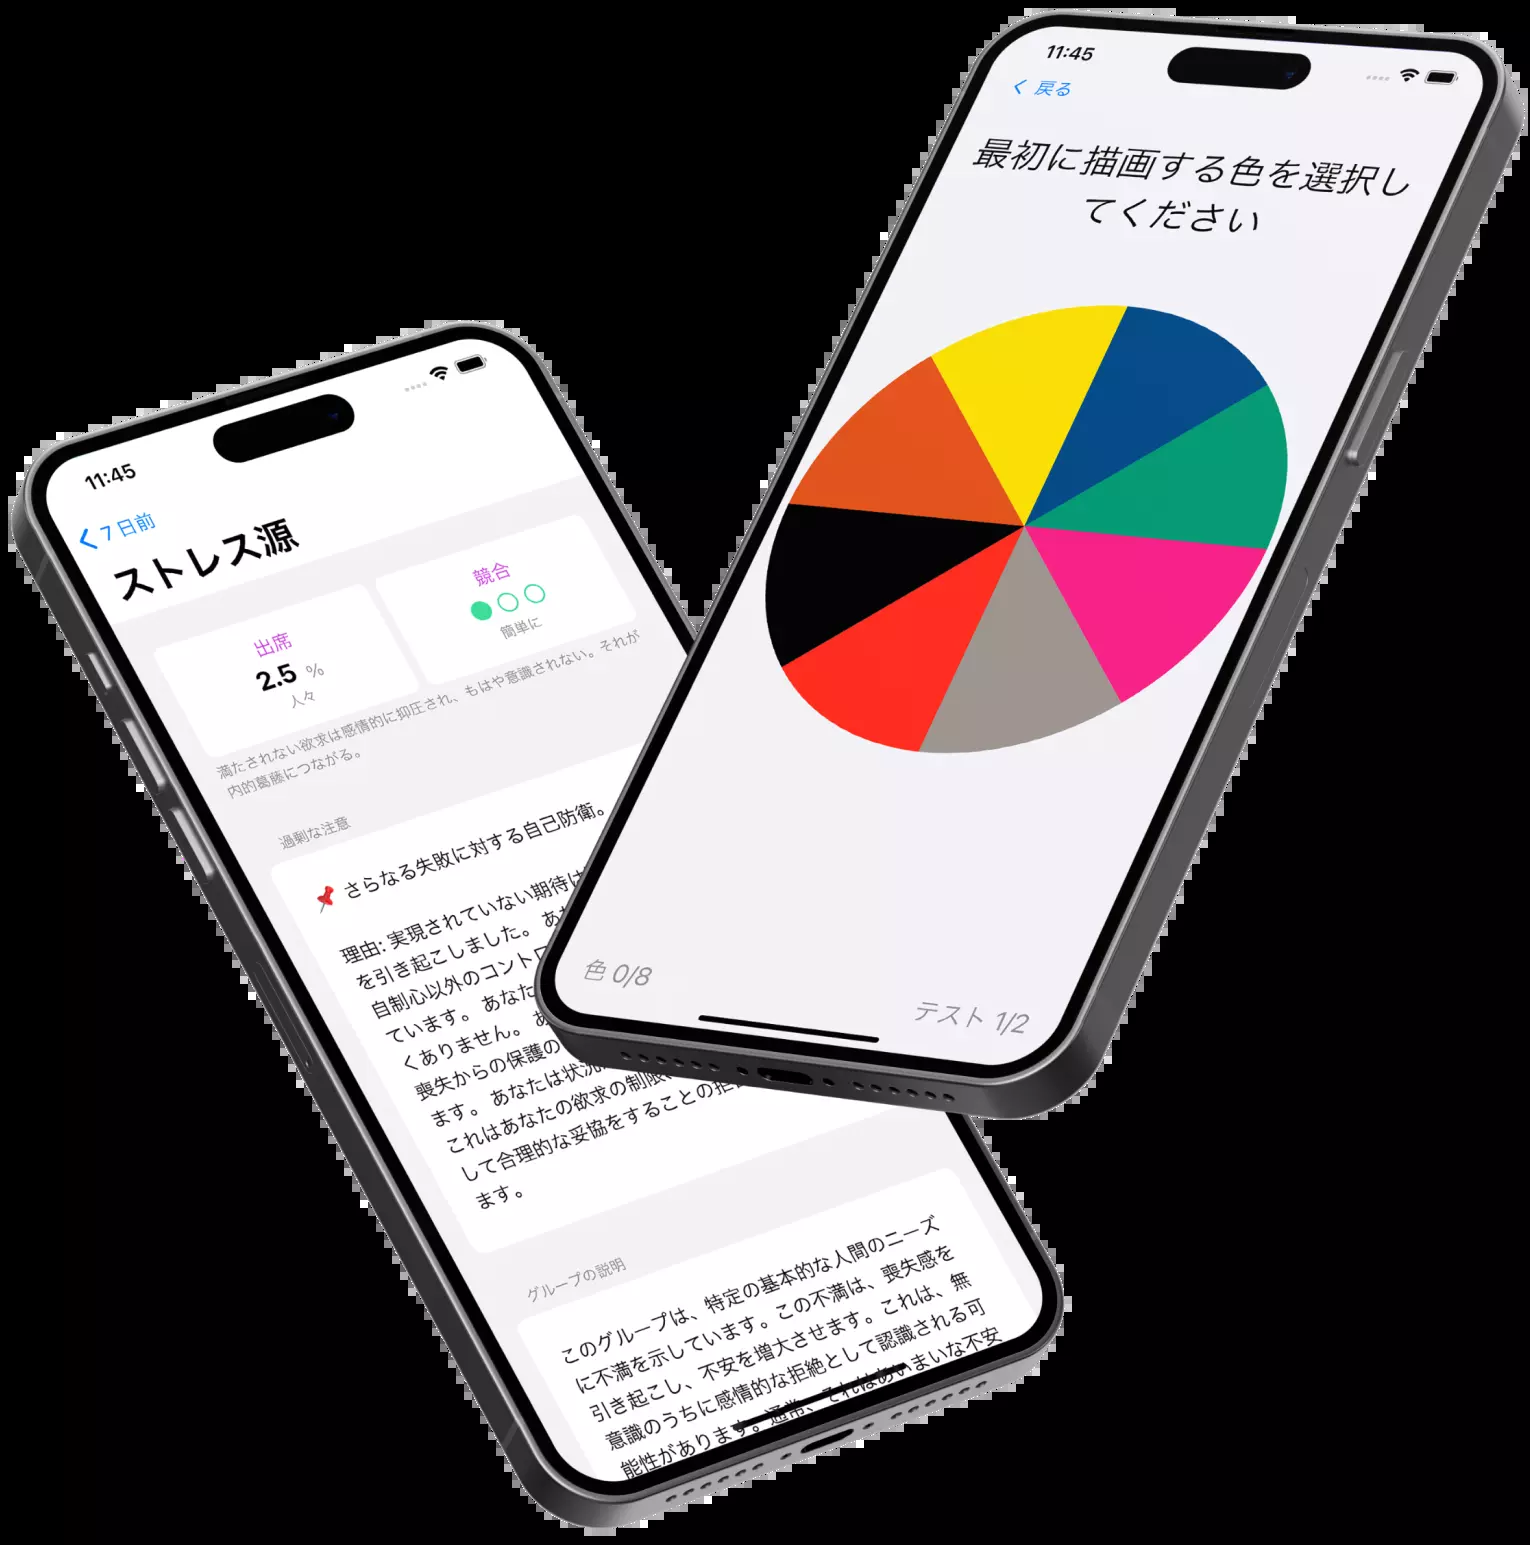 11:45
戻る
最初に描画する色を選択し
てください
色 0/8
テスト 1/2
11:45
7 日前
ストレス源
出席
2.5 %
人々
競合
簡単に
満たされない欲求は感情的に抑圧され、もはや意識されない。それが
内的葛藤につながる。
過剰な注意
📌 さらなる失敗に対する自己防衛。
理由: 実現されていない期待は
を引き起こしました。 あ
自制心以外のコントロ
ています。 あなた
くありません。 あ
喪失からの保護の
ます。 あなたは状況
これはあなたの欲求の制限
して合理的な妥協をすることの拒
ます。
グループの説明
このグループは、特定の基本的な人間のニーズ
に不満を示しています。この不満は、喪失感を
引き起こし、不安を増大させます。これは、無
意識のうちに感情的な拒絶として認識される可
能性があります。通常、それはあいまいな不安